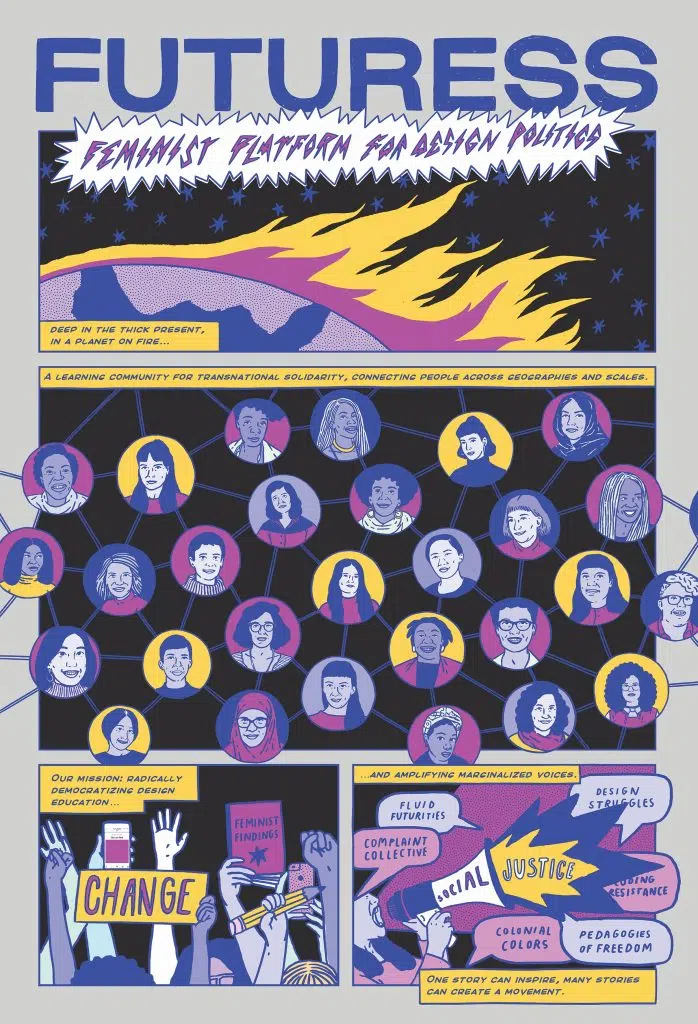 FUTURESS
FEMINIST PLATFORM FOR DESIGN POLITICS
DEEP IN THE THICK PRESENT,
IN A PLANET ON FIRE...
A LEARNING COMMUNITY FOR TRANSNATIONAL SOLIDARITY, CONNECTING PEOPLE ACROSS GEOGRAPHIES AND SCALES.
OUR MISSION: RADICALLY
DEMOCRATIZING DESIGN
EDUCATION...
FEMINIST
FINDINGS
CHANGE
...AND AMPLIFYING MARGINALIZED VOICES.
FLUID
FUTURITIES
DESIGN
STRUGGLES
COMPLAINT
COLLECTIVE
SOCIAL JUSTICE
RESISTANCE
COLONIAL
COLORS
PEDAGOGIES
OF FREEDOM
ONE STORY CAN INSPIRE, MANY STORIES
CAN CREATE A MOVEMENT.